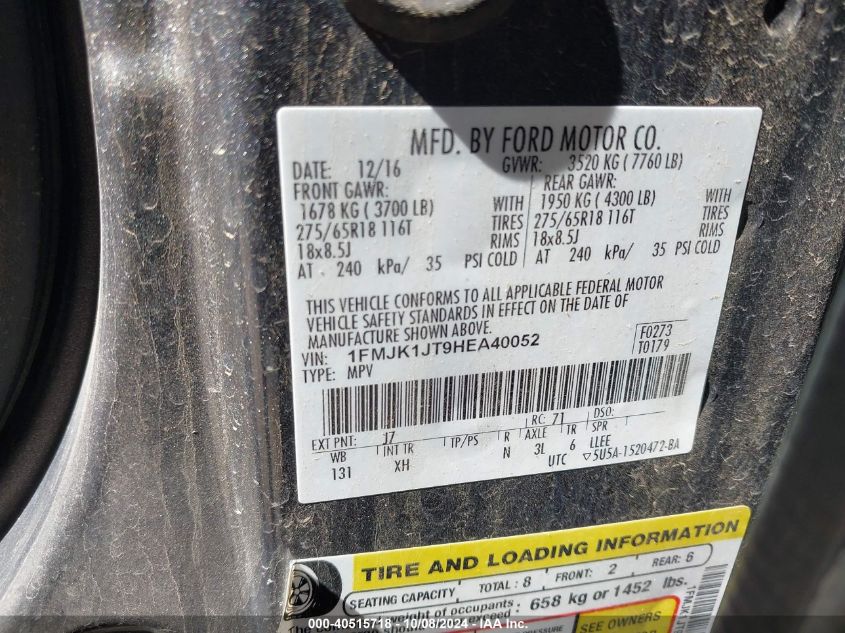 MFD. BY FORD MOTOR CO.
DATE: 12/16 GVWR: 3520 KG ( 7760 LB)
FRONT GAWR: REAR GAWR:
1678 KG ( 3700 LB) WITH 1950 KG ( 4300 LB) WITH
275/65R18 116T TIRES 275/65R18 116T TIRES
18x8.5J RIMS 18x8.5J RIMS
AT 240 kPa/ 35 PSI COLD AT 240 kPa/ 35 PSI COLD
THIS VEHICLE CONFORMS TO ALL APPLICABLE FEDERAL MOTOR
VEHICLE SAFETY STANDARDS IN EFFECT ON THE DATE OF
MANUFACTURE SHOWN ABOVE.
VIN: 1FMJK1JT9HEA40052 F0273
TYPE: MPV T0179
EXT PNT: J7 RC: 71 DSO:
WB INT TR TP/PS R AXLE TR SPR
131 XH N 3L 6 LLEE
UTC ▽5U5A-1520472-BA
TIRE AND LOADING INFORMATION
SEATING CAPACITY TOTAL : 8 FRONT: 2 REAR: 6
weight of occupants 658 kg or 1452 lbs.
SEE OWNERS
000-40515718 - 10/08/2024 - IAA Inc.